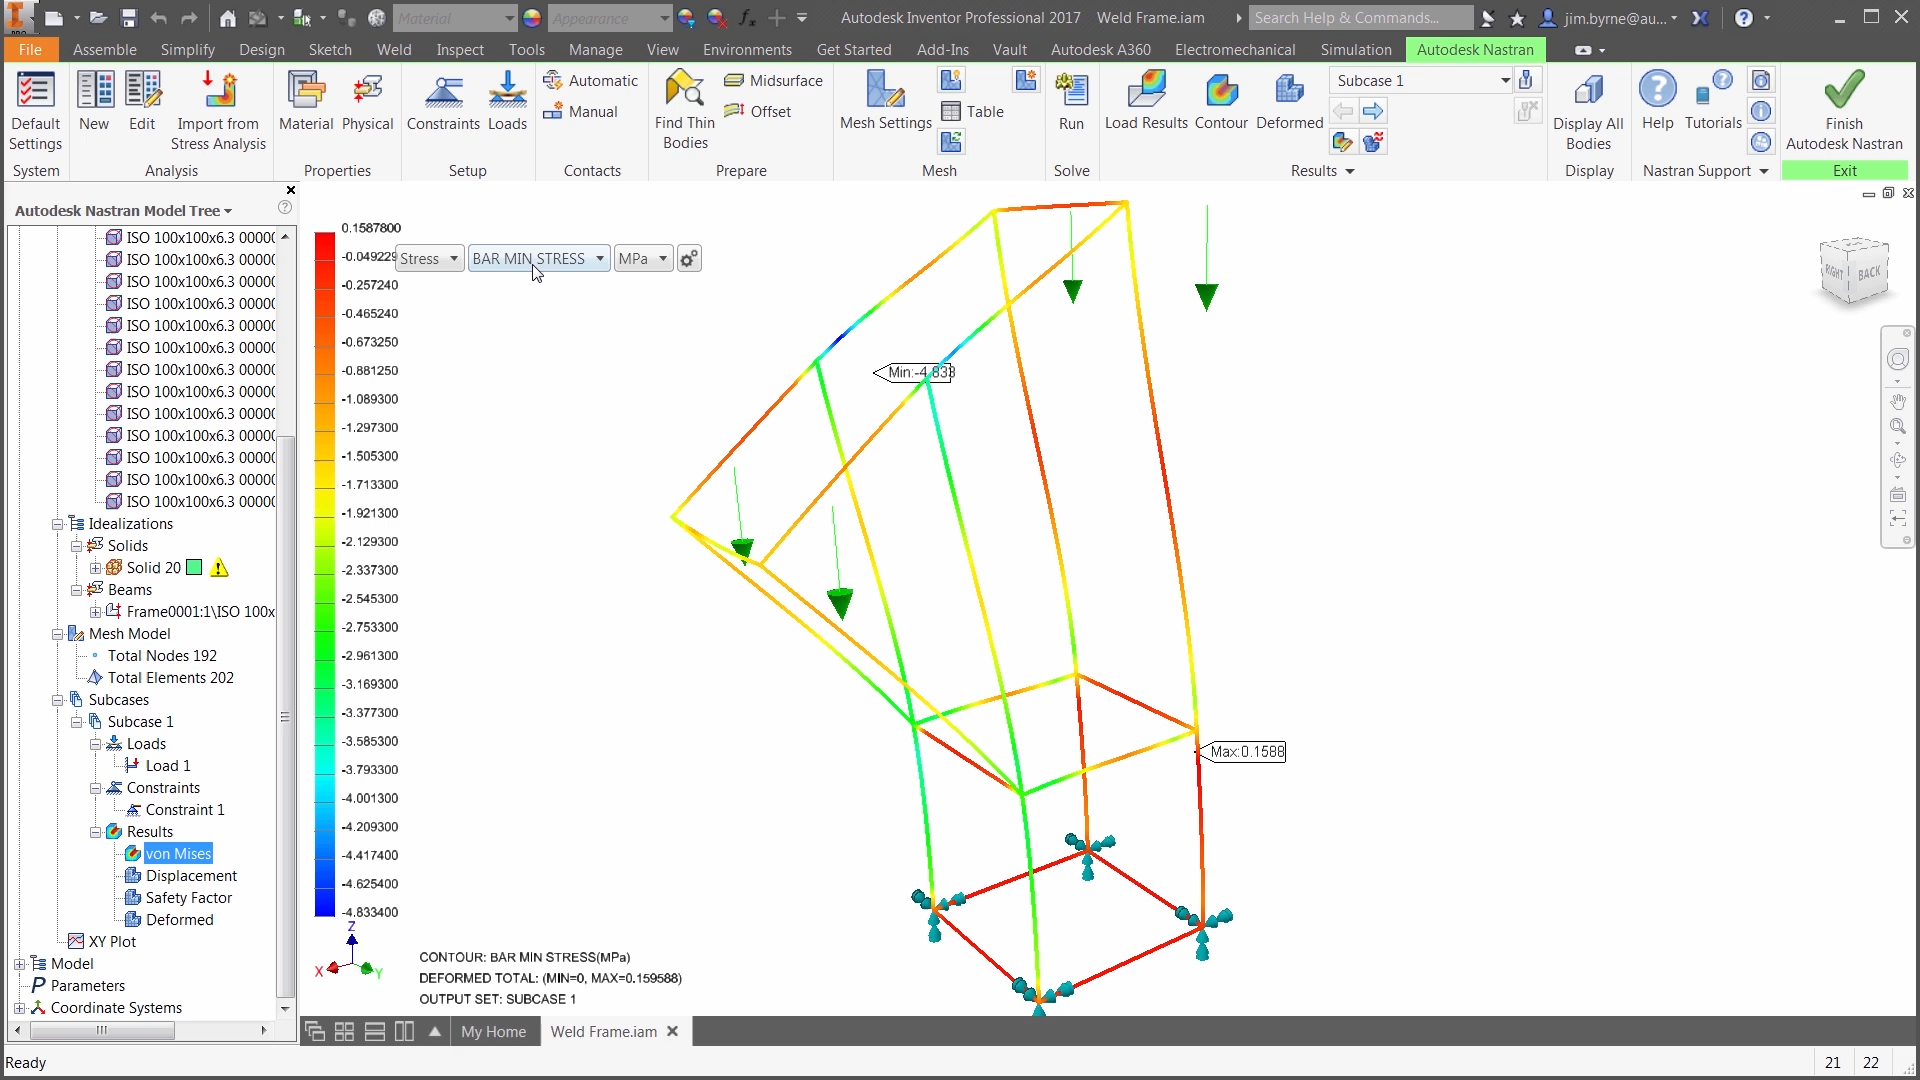 Material
Appearance
Autodesk Inventor Professional 2017 Weld Frame.iam
Search Help & Commands...
jim.byrne@au...
File
Assemble
Simplify
Design
Sketch
Weld
Inspect
Tools
Manage
View
Environments
Get Started
Add-Ins
Vault
Autodesk A360
Electromechanical
Simulation
Autodesk Nastran
Default Settings
System
New
Edit
Import from Stress Analysis
Analysis
Material
Physical
Properties
Constraints
Loads
Setup
Automatic
Manual
Contacts
Find Thin Bodies
Midsurface
Offset
Prepare
Mesh Settings
Table
Mesh
Run
Solve
Load Results
Contour
Deformed
Subcase 1
Results
Display All Bodies
Display
Help
Tutorials
Nastran Support
Finish Autodesk Nastran
Exit
Autodesk Nastran Model Tree
ISO 100x100x6.3 0000
ISO 100x100x6.3 0000
ISO 100x100x6.3 0000
ISO 100x100x6.3 0000
ISO 100x100x6.3 0000
ISO 100x100x6.3 0000
ISO 100x100x6.3 0000
ISO 100x100x6.3 0000
ISO 100x100x6.3 0000
ISO 100x100x6.3 0000
ISO 100x100x6.3 0000
ISO 100x100x6.3 0000
ISO 100x100x6.3 0000
Idealizations
Solids
Solid 20
Beams
Frame0001:1\ISO 100x
Mesh Model
Total Nodes 192
Total Elements 202
Subcases
Subcase 1
Loads
Load 1
Constraints
Constraint 1
Results
von Mises
Displacement
Safety Factor
Deformed
XY Plot
Model
Parameters
Coordinate Systems
Stress
BAR MIN STRESS
MPa
0.1587800
-0.049229
-0.257240
-0.465240
-0.673250
-0.881250
-1.089300
-1.297300
-1.505300
-1.713300
-1.921300
-2.129300
-2.337300
-2.545300
-2.753300
-2.961300
-3.169300
-3.377300
-3.585300
-3.793300
-4.001300
-4.209300
-4.417400
-4.625400
-4.833400
Min:-4.833
Max:0.1588
RIGHT
BACK
Z
X
Y
CONTOUR: BAR MIN STRESS(MPa)
DEFORMED TOTAL: (MIN=0, MAX=0.159588)
OUTPUT SET: SUBCASE 1
My Home
Weld Frame.iam
Ready
21 22